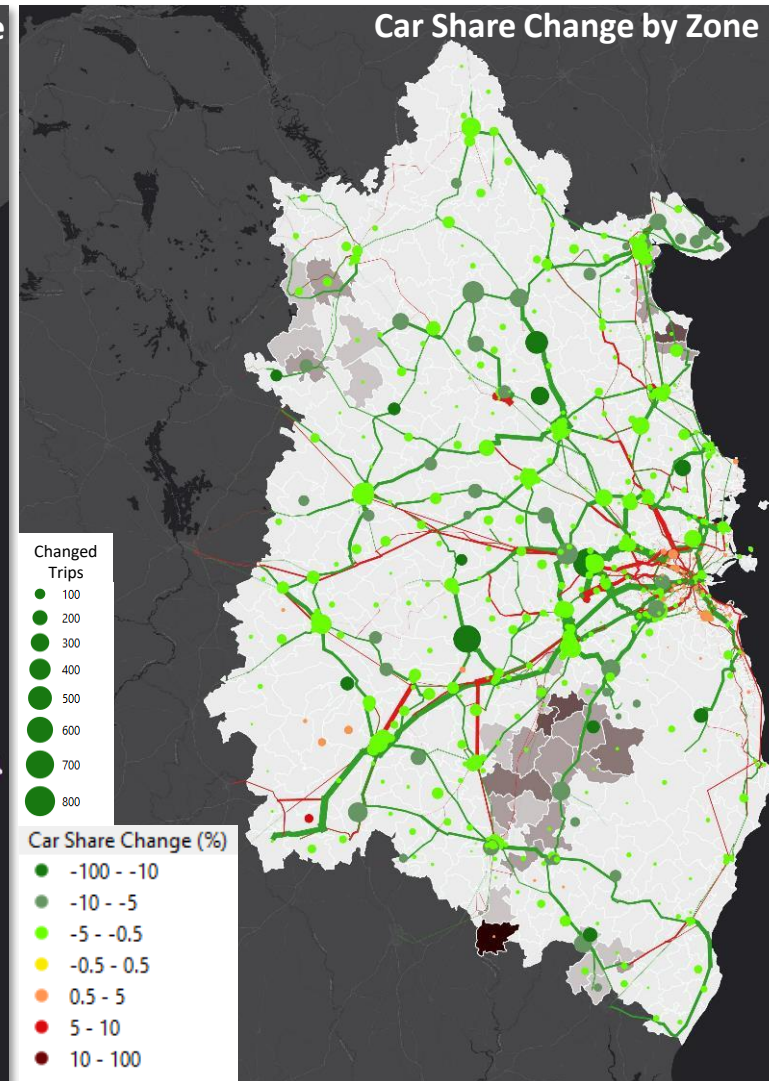 e
Car Share Change by Zone
Changed
Trips
100
200
300
400
500
600
700
800
Car Share Change (%)
-100 - -10
-10 - -5
-5 - -0.5
-0.5 - 0.5
0.5 - 5
5 - 10
10 - 100